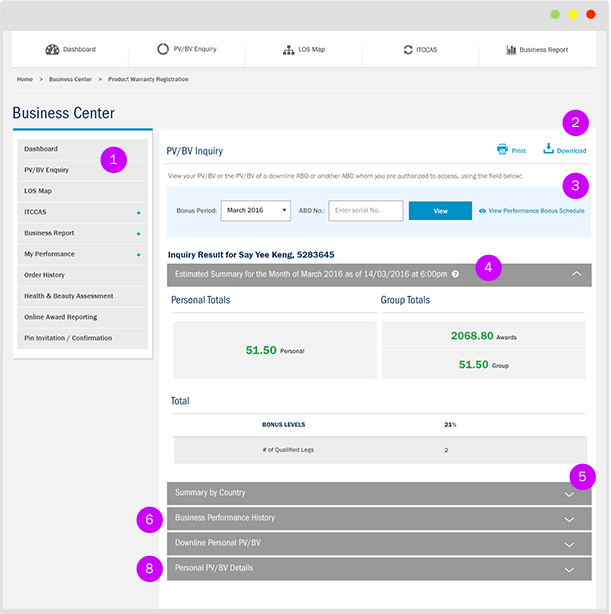 Dashboard
PV/BV Enquiry
LOS Map
ITCCAS
Business Report
Home > Business Center > Product Warranty Registration
Business Center
1
Dashboard
PV/BV Enquiry
LOS Map
ITCCAS +
Business Report +
My Performance +
Order History
Health & Beauty Assessment
Online Award Reporting
Pin Invitation / Confirmation
2
PV/BV Inquiry
Print
Download
View your PV/BV or the PV/BV of a downline ABO or another ABO whom you are authorized to access, using the field below:
3
Bonus Period:
March 2016
ABO No.:
Enter serial No.
View
View Performance Bonus Schedule
Inquiry Result for Say Yee Keng, 5283645
4
Estimated Summary for the Month of March 2016 as of 14/03/2016 at 6:00pm ?
Personal Totals
Group Totals
51.50 Personal
2068.80 Awards
51.50 Group
Total
BONUS LEVELS 21%
# of Qualified Legs 2
5
Summary by Country
6
Business Performance History
Downline Personal PV/BV
8
Personal PV/BV Details